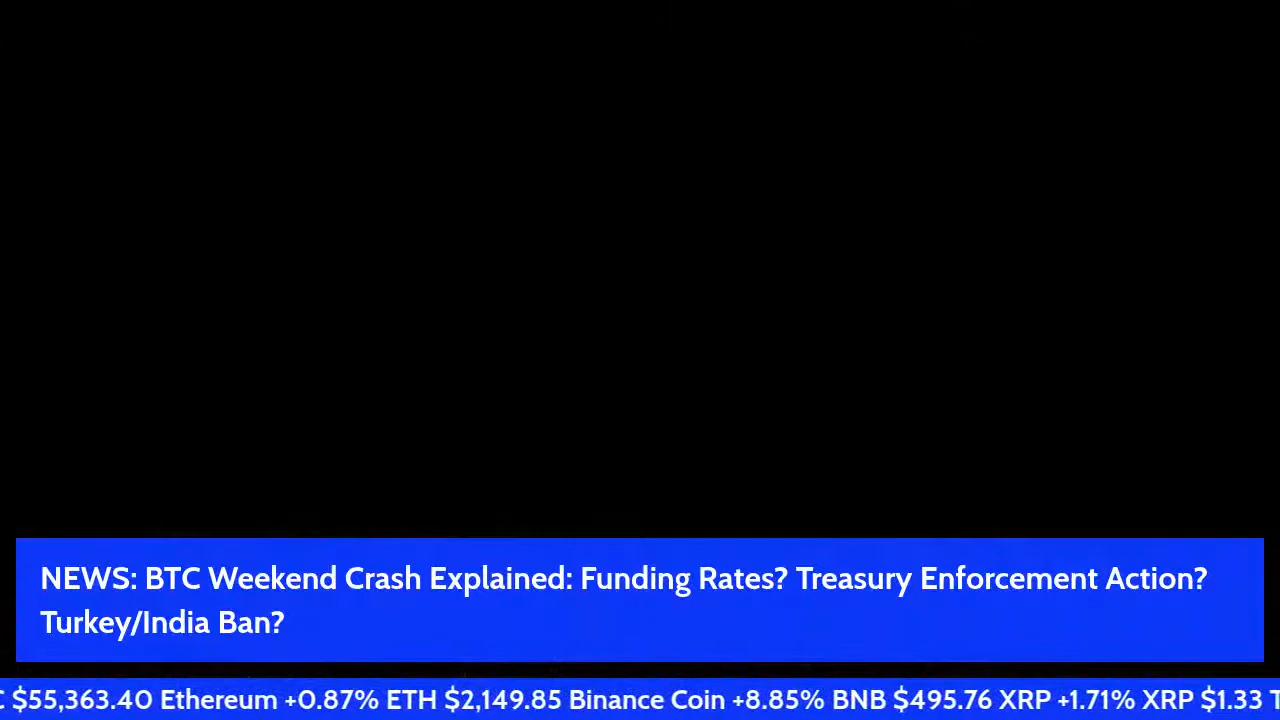 NEWS: BTC Weekend Crash Explained: Funding Rates? Treasury Enforcement Action?
Turkey/India Ban?
$55,363.40 Ethereum +0.87% ETH $2,149.85 Binance Coin +8.85% BNB $495.76 XRP +1.71% XRP $1.33 T